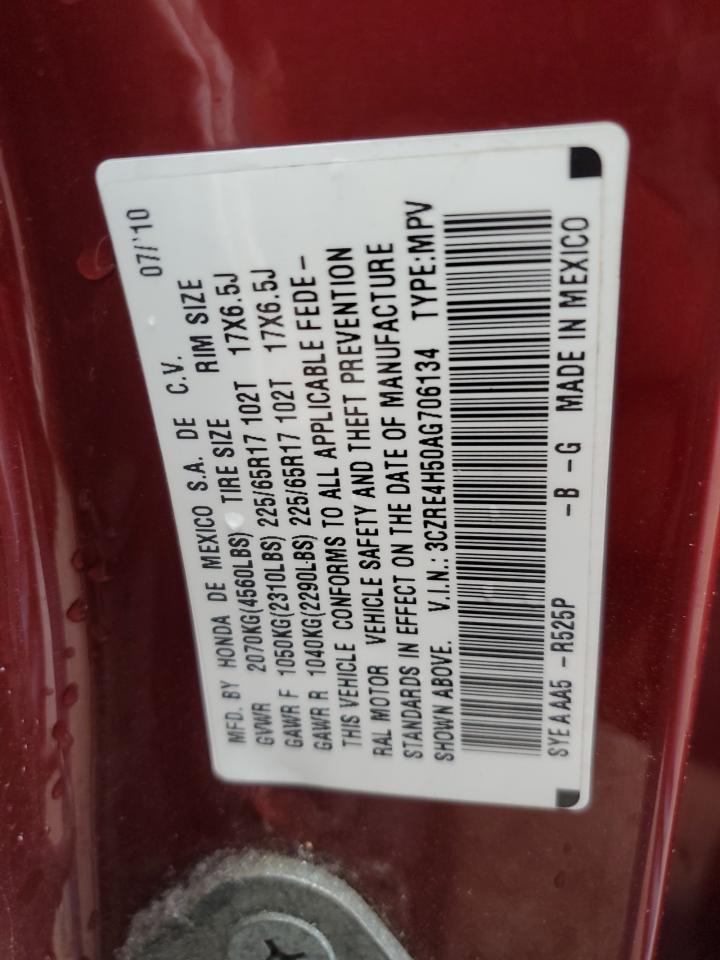 07/'10
MFD. BY HONDA DE MEXICO S.A. DE C.V.
GVWR 2070KG(4560LBS) TIRE SIZE RIM SIZE
GAWR F 1050KG(2310LBS) 225/65R17 102T 17X6.5J
GAWR R 1040KG(2290LBS) 225/65R17 102T 17X6.5J
THIS VEHICLE CONFORMS TO ALL APPLICABLE FEDE-
RAL MOTOR VEHICLE SAFETY AND THEFT PREVENTION
STANDARDS IN EFFECT ON THE DATE OF MANUFACTURE
SHOWN ABOVE. V.I.N.: 3CZRE4H50AG706134 TYPE:MPV
SYEAAA5 -R525P -B -G MADE IN MEXICO